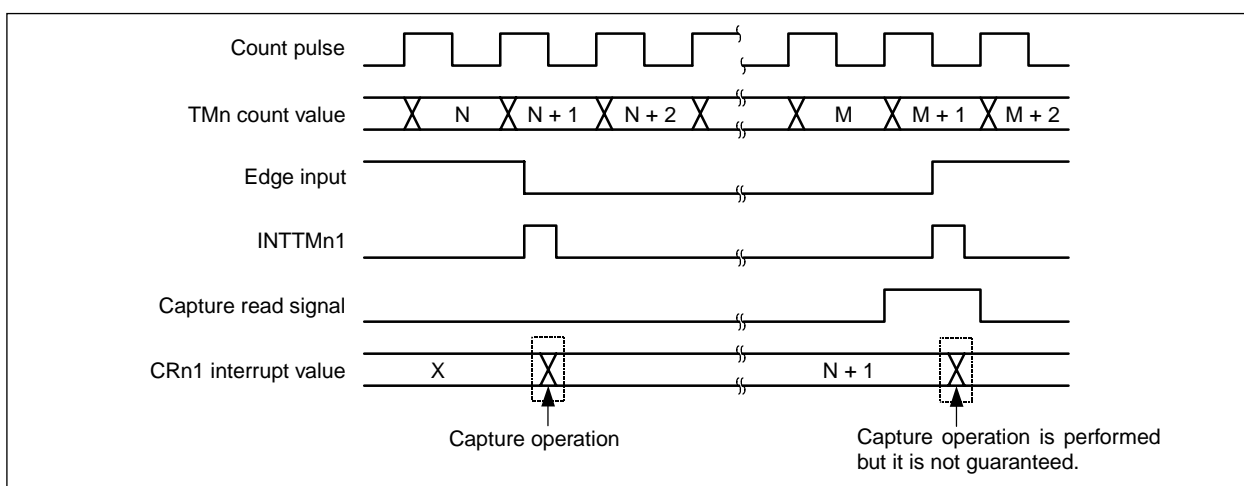 Count pulse
TMn count value
N
N + 1
N + 2
M
M + 1
M + 2
Edge input
INTTMn1
Capture read signal
CRn1 interrupt value
X
N + 1
Capture operation
Capture operation is performed
but it is not guaranteed.